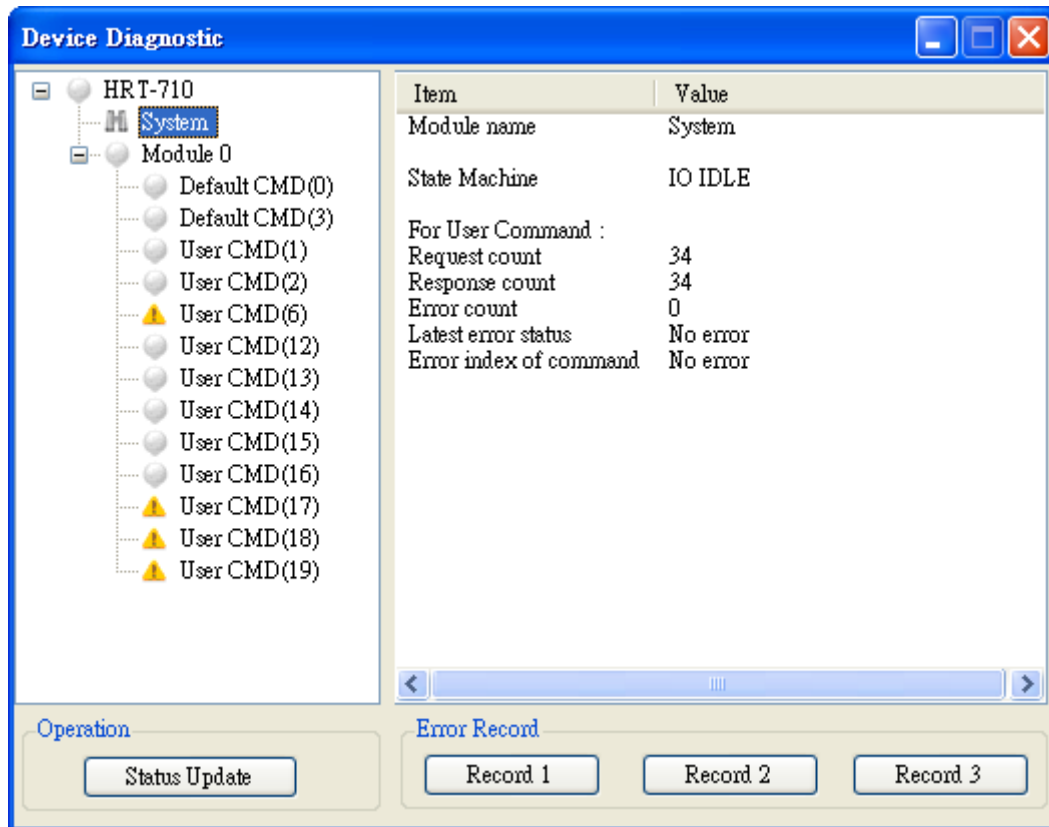 Device Diagnostic
HRT-710
System
Module 0
Default CMD(0)
Default CMD(3)
User CMD(1)
User CMD(2)
User CMD(6)
User CMD(12)
User CMD(13)
User CMD(14)
User CMD(15)
User CMD(16)
User CMD(17)
User CMD(18)
User CMD(19)
Item Value
Module name System
State Machine IO IDLE
For User Command :
Request count 34
Response count 34
Error count 0
Latest error status No error
Error index of command No error
Operation
Status Update
Error Record
Record 1 Record 2 Record 3